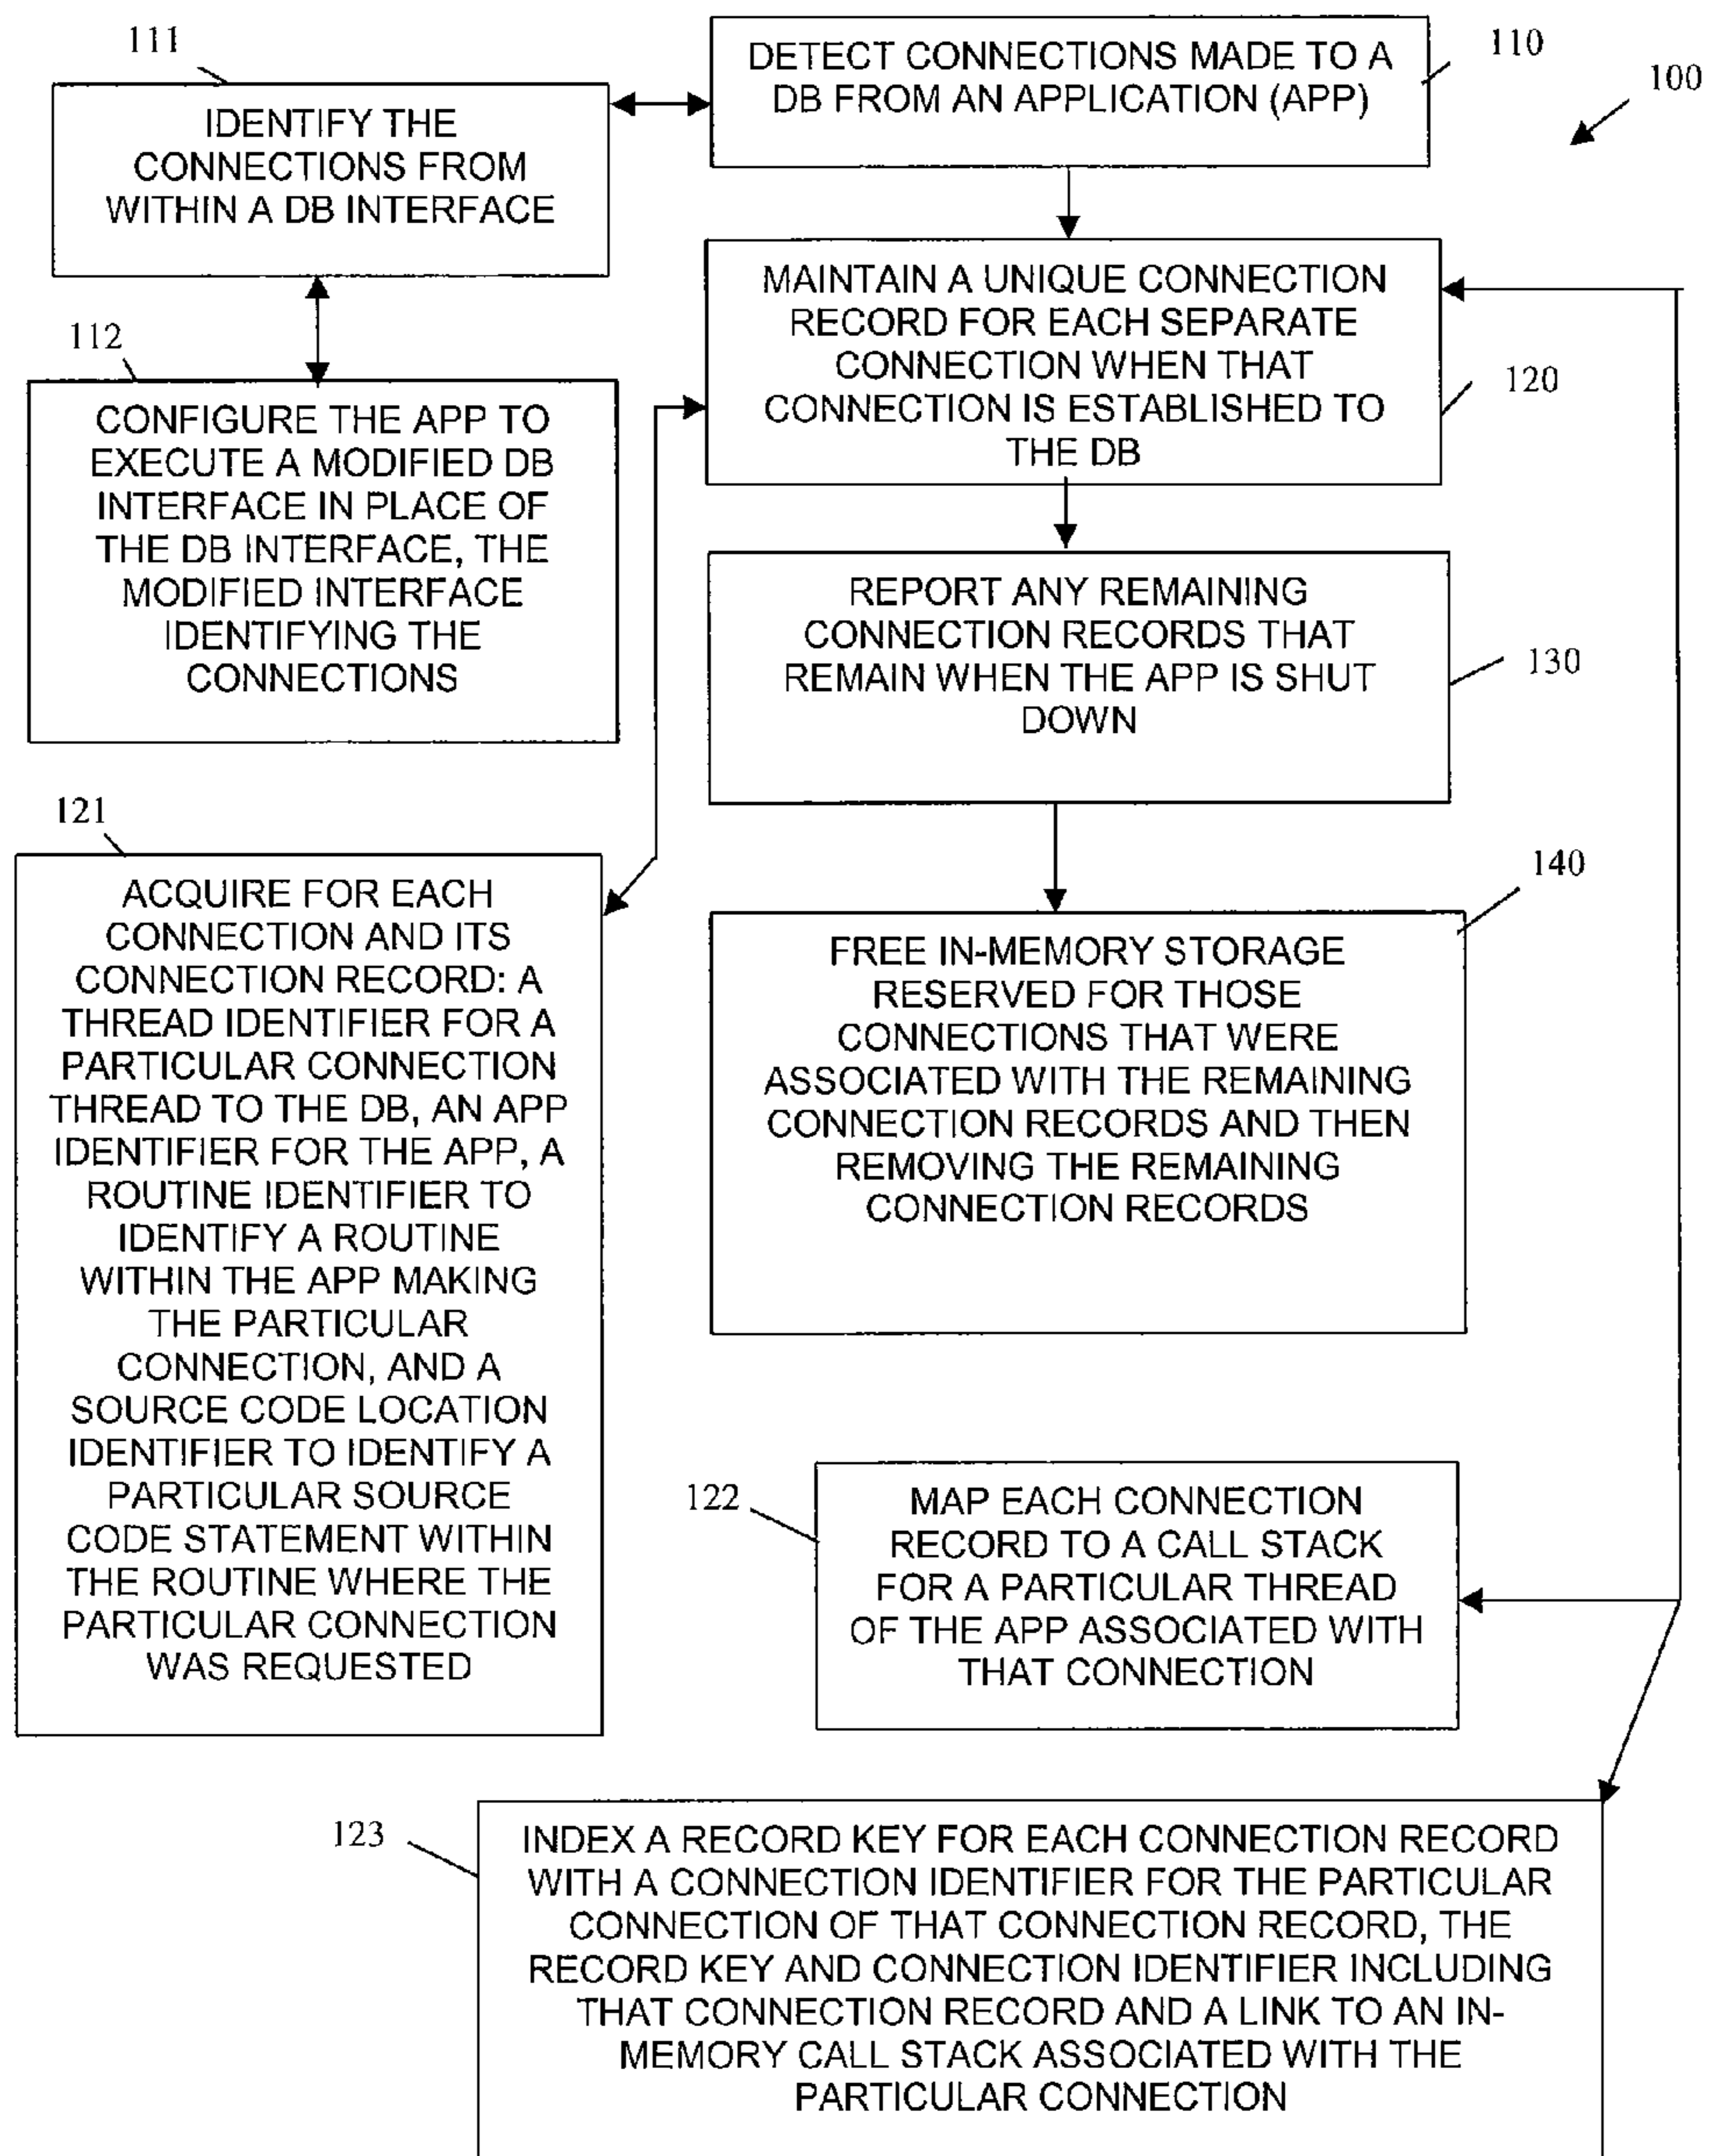 111
110
100
DETECT CONNECTIONS MADE TO A
DB FROM AN APPLICATION (APP)
IDENTIFY THE
CONNECTIONS FROM
WITHIN A DB INTERFACE
112
CONFIGURE THE APP TO
EXECUTE A MODIFIED DB
INTERFACE IN PLACE OF
THE DB INTERFACE, THE
MODIFIED INTERFACE
IDENTIFYING THE
CONNECTIONS
MAINTAIN A UNIQUE CONNECTION
RECORD FOR EACH SEPARATE
CONNECTION WHEN THAT
CONNECTION IS ESTABLISHED TO
THE DB
120
REPORT ANY REMAINING
CONNECTION RECORDS THAT
REMAIN WHEN THE APP IS SHUT
DOWN
130
121
ACQUIRE FOR EACH
CONNECTION AND ITS
CONNECTION RECORD: A
THREAD IDENTIFIER FOR A
PARTICULAR CONNECTION
THREAD TO THE DB, AN APP
IDENTIFIER FOR THE APP, A
ROUTINE IDENTIFIER TO
IDENTIFY A ROUTINE
WITHIN THE APP MAKING
THE PARTICULAR
CONNECTION, AND A
SOURCE CODE LOCATION
IDENTIFIER TO IDENTIFY A
PARTICULAR SOURCE
CODE STATEMENT WITHIN
THE ROUTINE WHERE THE
PARTICULAR CONNECTION
WAS REQUESTED
140
FREE IN-MEMORY STORAGE
RESERVED FOR THOSE
CONNECTIONS THAT WERE
ASSOCIATED WITH THE REMAINING
CONNECTION RECORDS AND THEN
REMOVING THE REMAINING
CONNECTION RECORDS
122
MAP EACH CONNECTION
RECORD TO A CALL STACK
FOR A PARTICULAR THREAD
OF THE APP ASSOCIATED WITH
THAT CONNECTION
123
INDEX A RECORD KEY FOR EACH CONNECTION RECORD
WITH A CONNECTION IDENTIFIER FOR THE PARTICULAR
CONNECTION OF THAT CONNECTION RECORD, THE
RECORD KEY AND CONNECTION IDENTIFIER INCLUDING
THAT CONNECTION RECORD AND A LINK TO AN IN-
MEMORY CALL STACK ASSOCIATED WITH THE
PARTICULAR CONNECTION